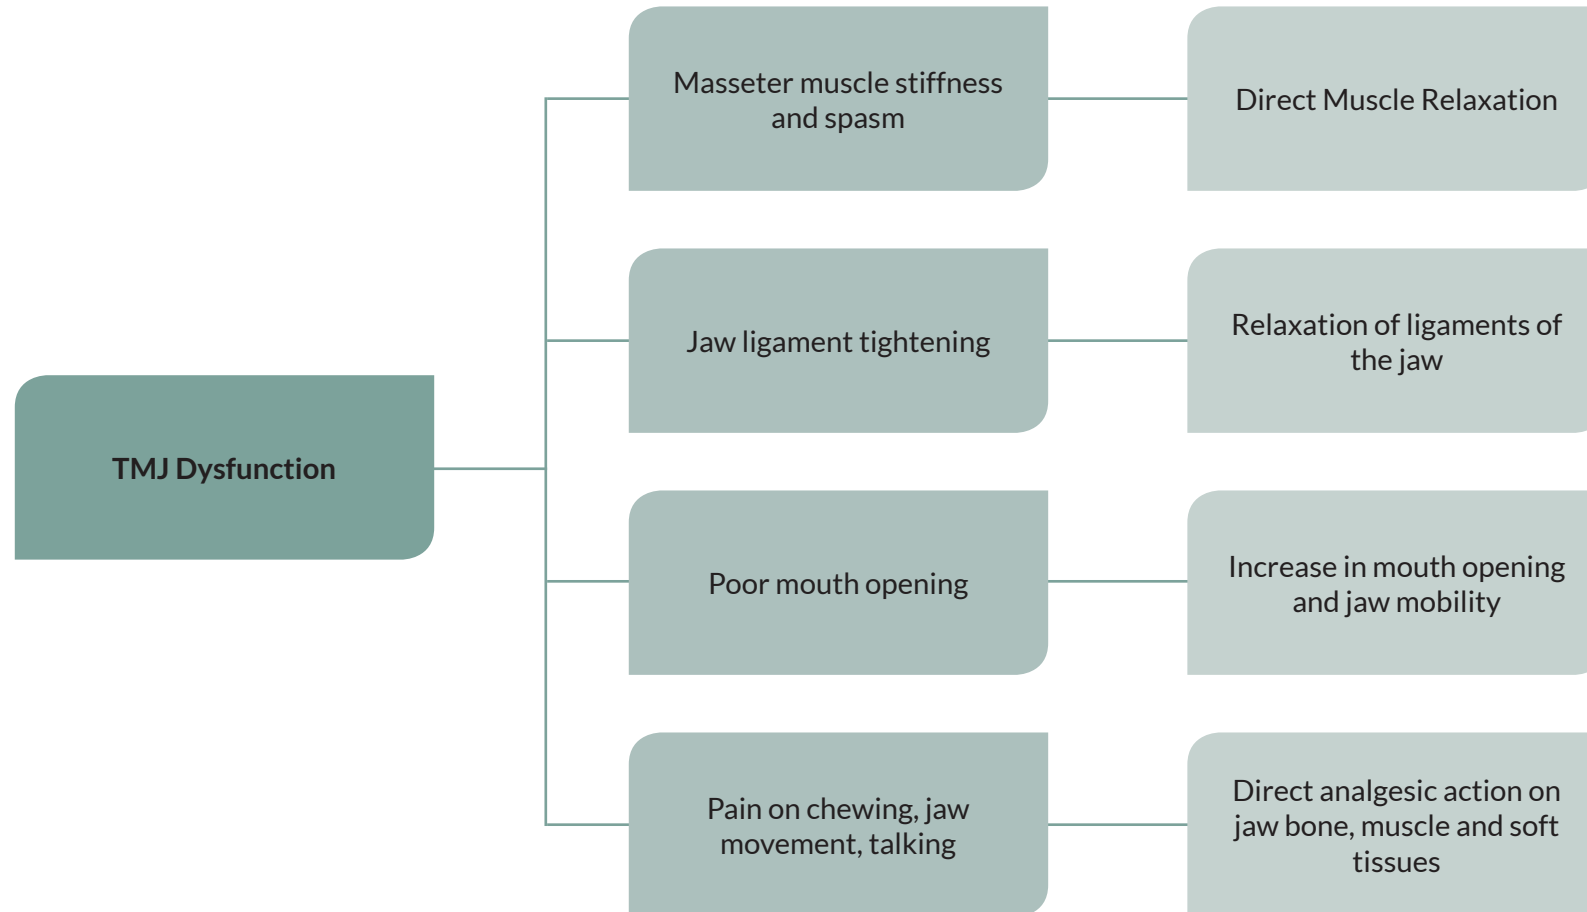 Masseter muscle stiffness
and spasm
Direct Muscle Relaxation
Jaw ligament tightening
Relaxation of ligaments of
the jaw
TMJ Dysfunction
Poor mouth opening
Increase in mouth opening
and jaw mobility
Pain on chewing, jaw
movement, talking
Direct analgesic action on
jaw bone, muscle and soft
tissues